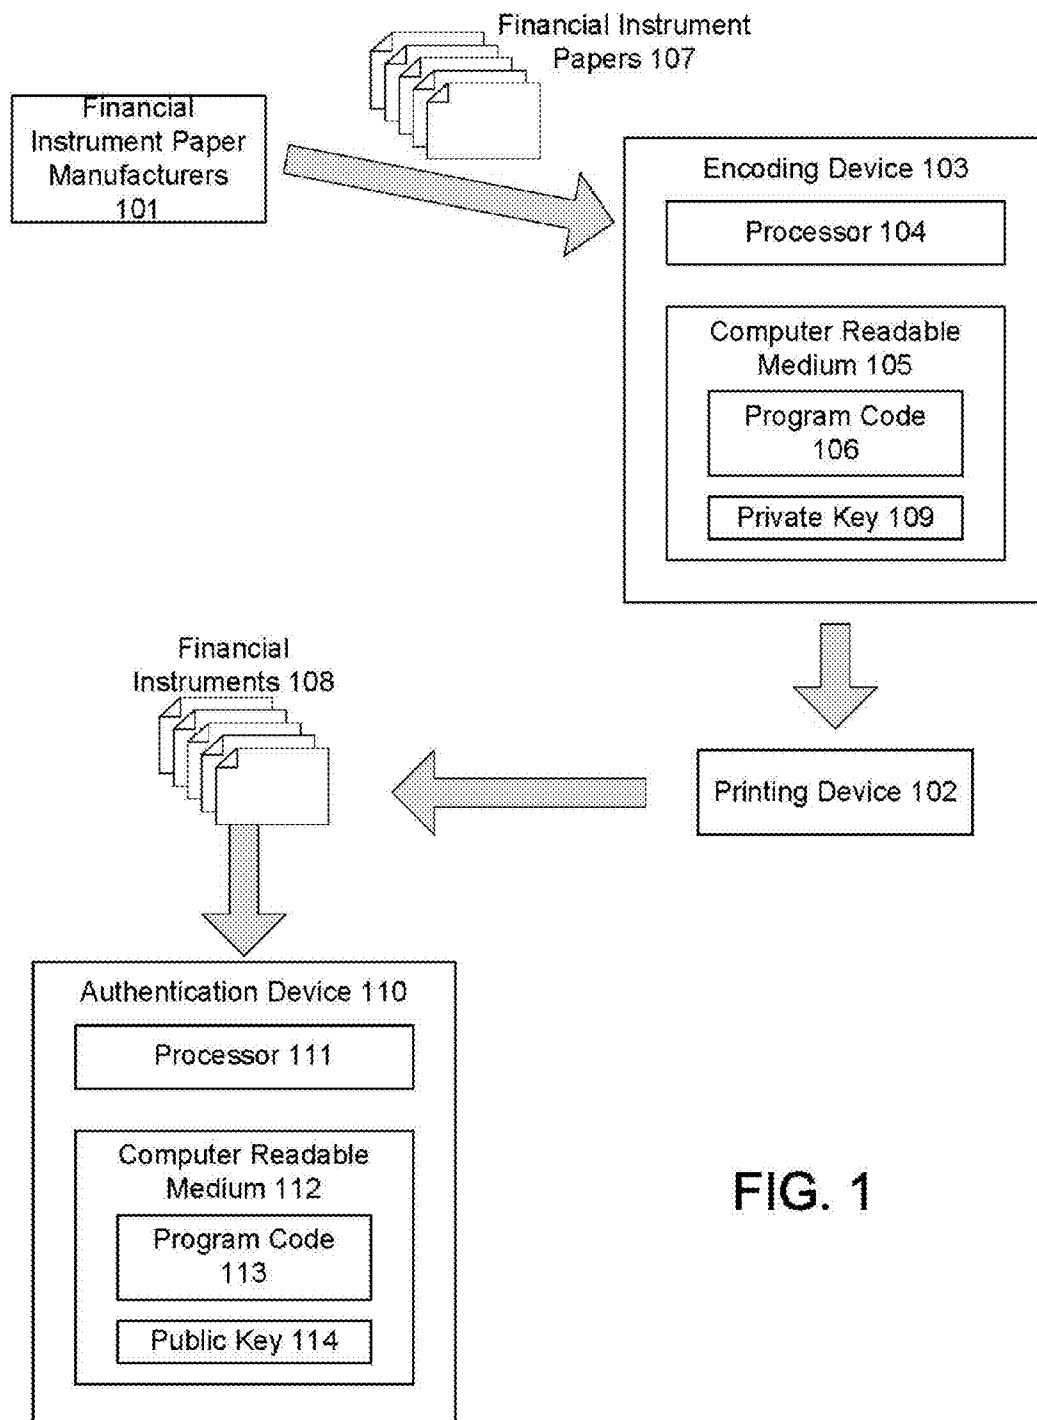 Financial Instrument
Papers 107
Financial
Instrument Paper
Manufacturers
101
Encoding Device 103
Processor 104
Computer Readable
Medium 105
Program Code
106
Private Key 109
Financial
Instruments 108
Printing Device 102
Authentication Device 110
Processor 111
Computer Readable
Medium 112
Program Code
113
Public Key 114
FIG. 1